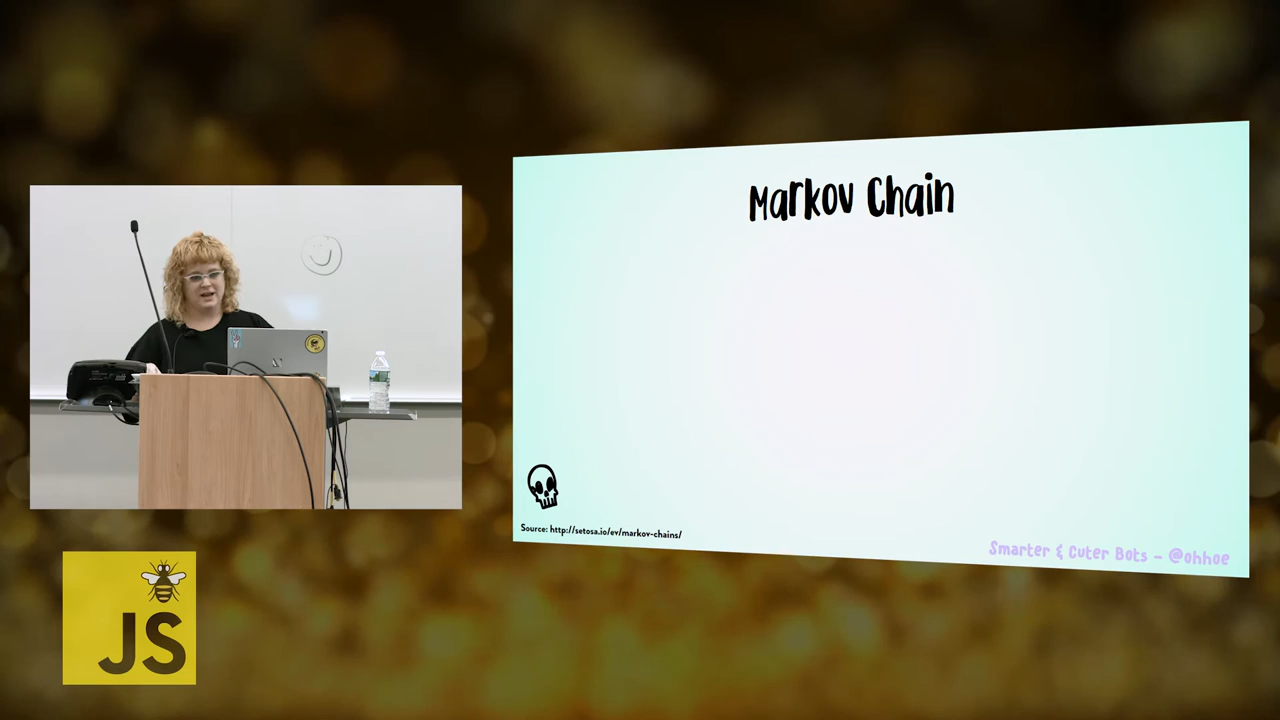 Markov Chain
Source: http://setosa.io/ev/markov-chains/
Smarter & Cuter Bots - @ohhoe
JS